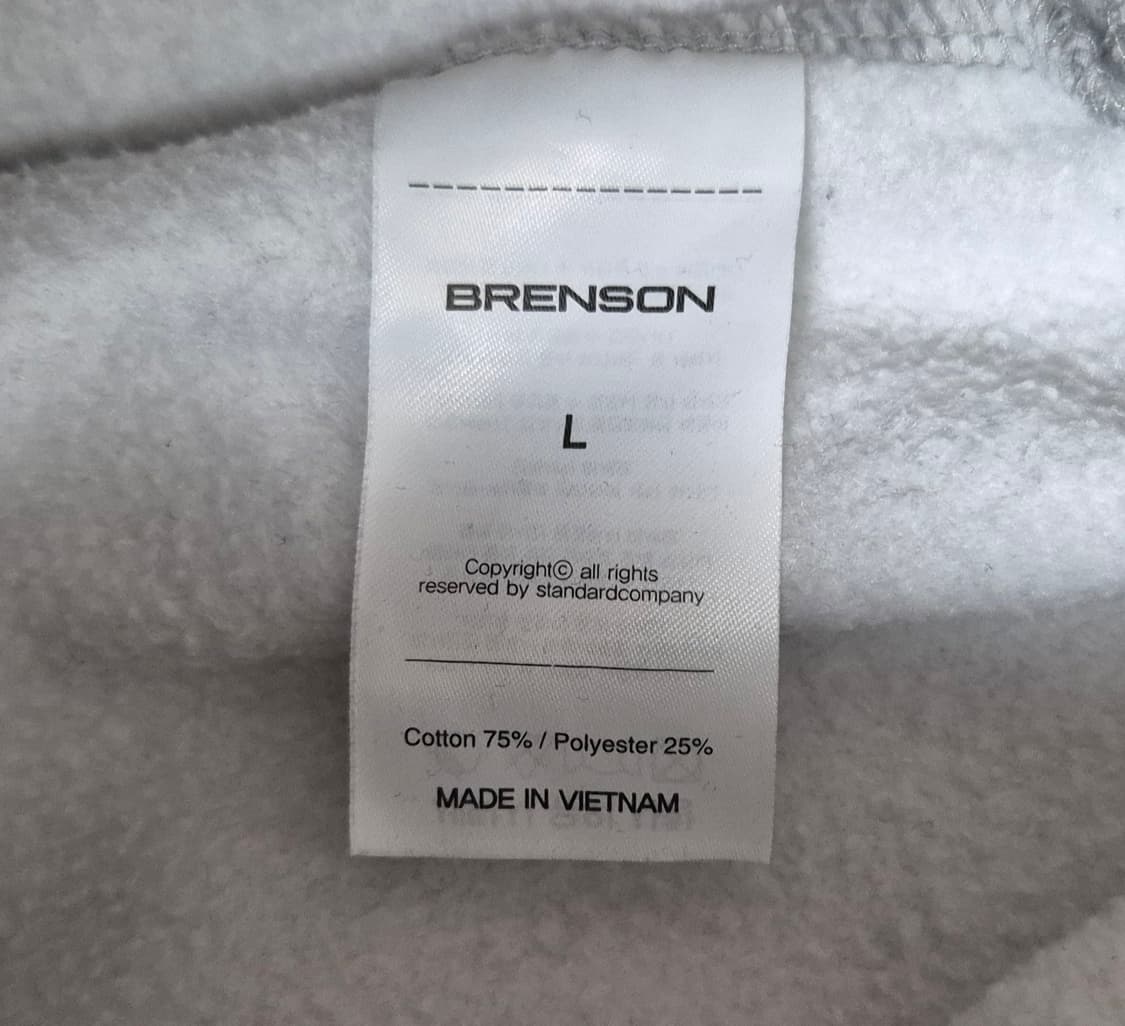 BRENSON
L
Copyright© all rights
reserved by standardcompany
Cotton 75% / Polyester 25%
MADE IN VIETNAM